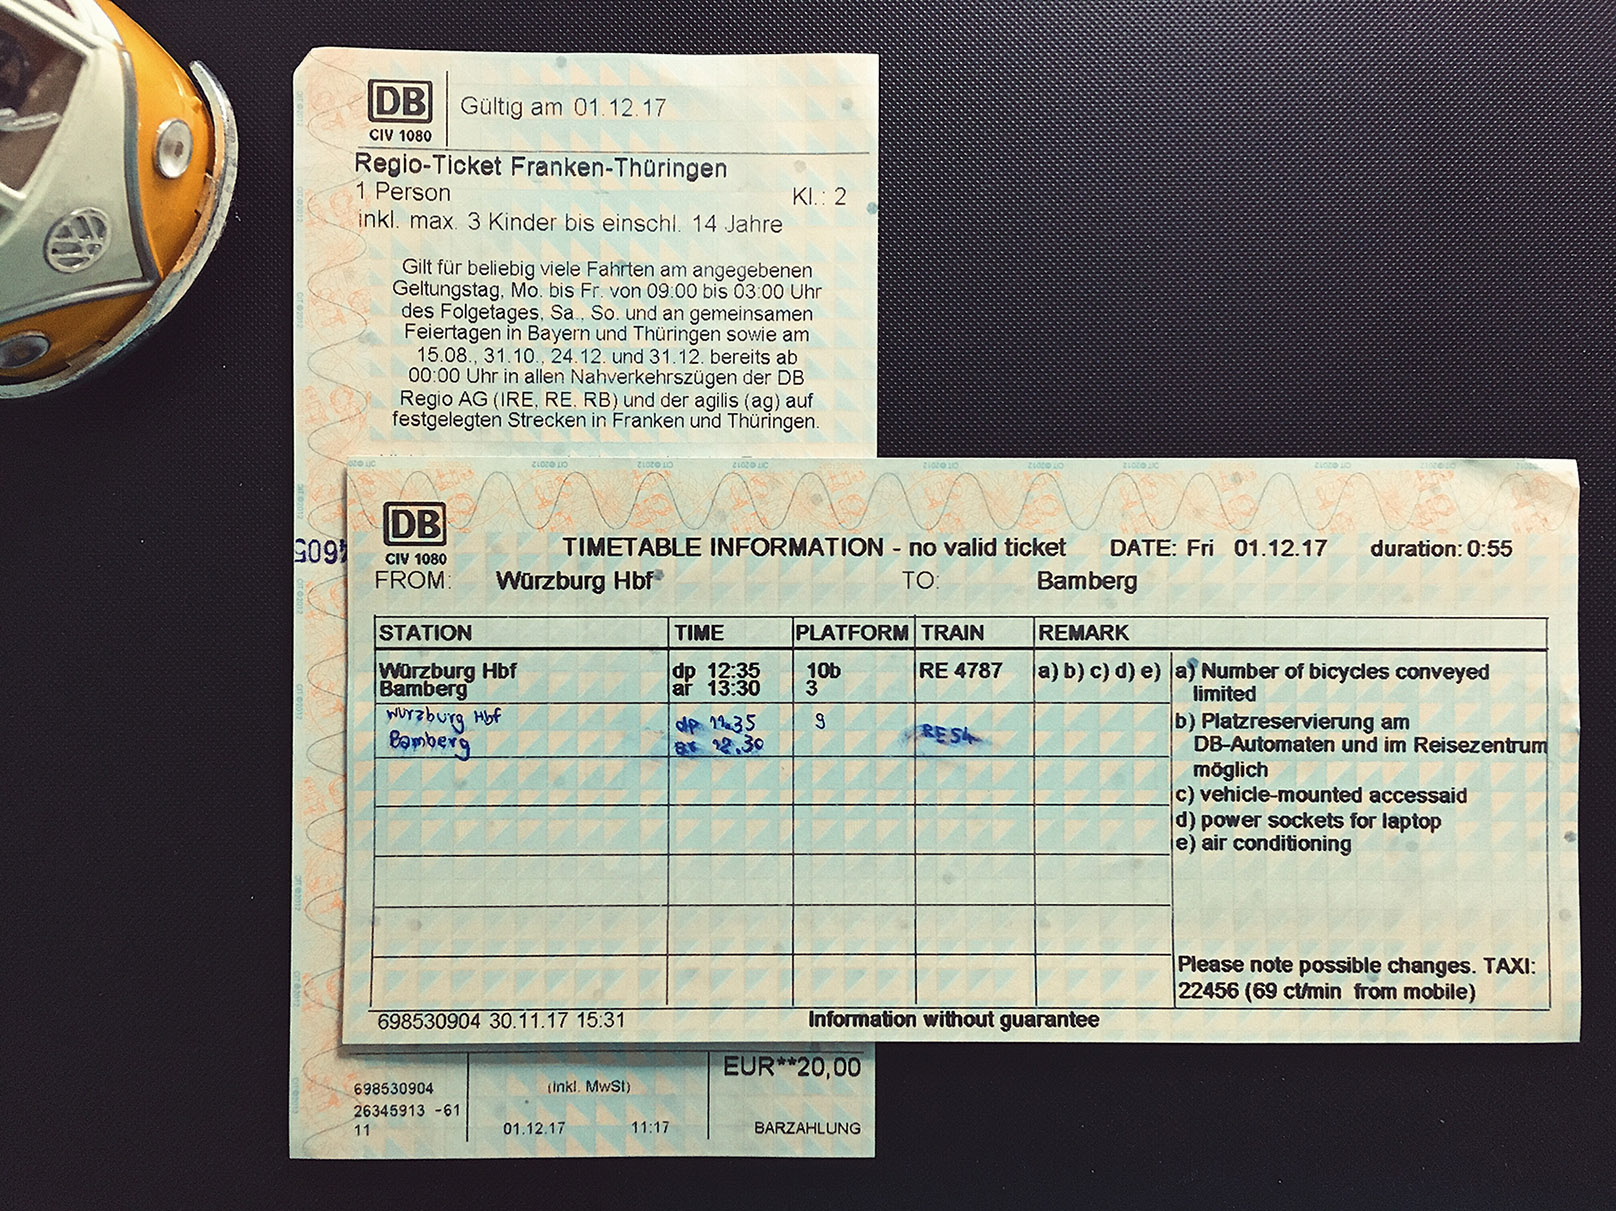 DB
CIV 1080
Gültig am 01.12.17
Regio-Ticket Franken-Thüringen
1 Person
Kl.: 2
inkl. max. 3 Kinder bis einschl. 14 Jahre
Gilt für beliebig viele Fahrten am angegebenen
Geltungstag, Mo. bis Fr. von 09:00 bis 03:00 Uhr
des Folgetages, Sa., So. und an gemeinsamen
Feiertagen in Bayern und Thüringen sowie am
15.08., 31.10., 24.12. und 31.12. bereits ab
00:00 Uhr in allen Nahverkehrszügen der DB
Regio AG (IRE, RE, RB) und der agilis (ag) auf
festgelegten Strecken in Franken und Thüringen.
DB
CIV 1080
TIMETABLE INFORMATION - no valid ticket DATE: Fri 01.12.17 duration: 0:55
FROM: Würzburg Hbf TO: Bamberg
STATION TIME PLATFORM TRAIN REMARK
Würzburg Hbf dp 12:35 10b RE 4787 a) b) c) d) e)
Bamberg ar 13:30 3
Wurzburg Hbf dp 9
Bamberg RE54
a) Number of bicycles conveyed
limited
b) Platzreservierung am
DB-Automaten und im Reisezentrum
möglich
c) vehicle-mounted accessaid
d) power sockets for laptop
e) air conditioning
Please note possible changes. TAXI:
22456 (69 ct/min from mobile)
698530904 30.11.17 15:31 Information without guarantee
EUR**20,00
698530904 (inkl. MwSt)
26345913 -61
11 01.12.17 11:17 BARZAHLUNG